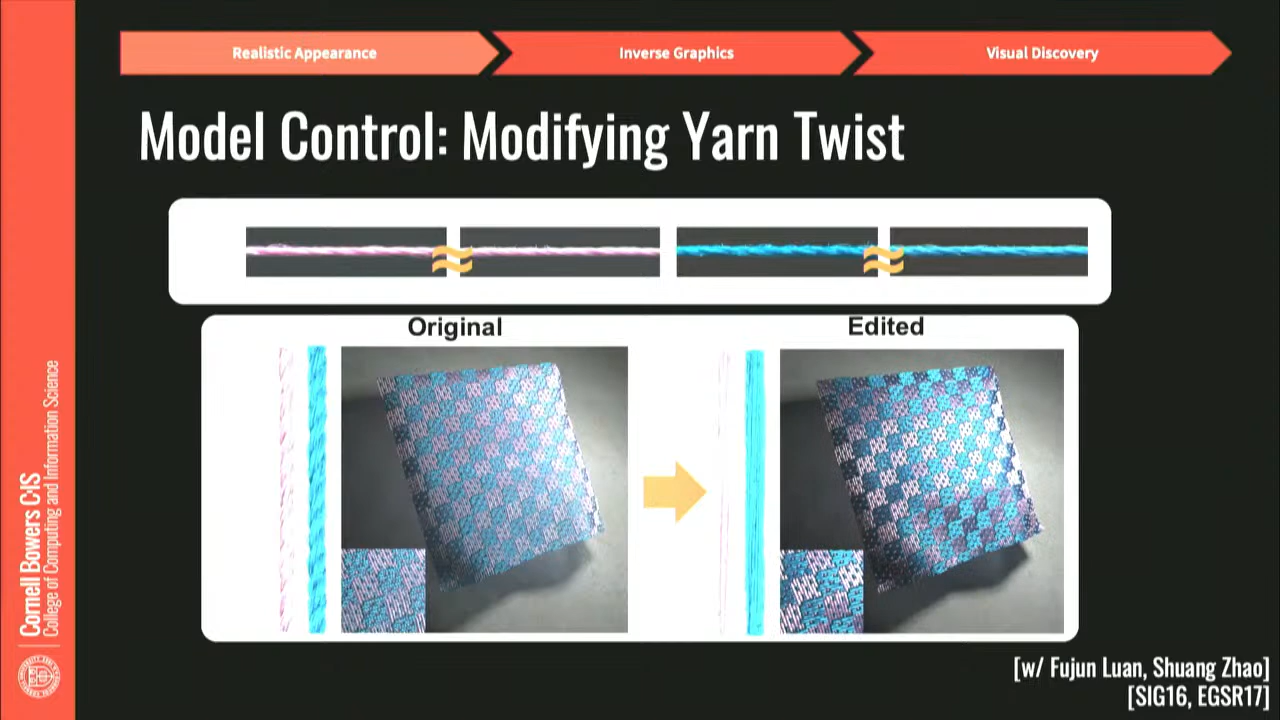 Realistic Appearance
Inverse Graphics
Visual Discovery
Model Control: Modifying Yarn Twist
≈ ≈
Original
Edited
Cornell Bowers C·IS
College of Computing and Information Science
[w/ Fujun Luan, Shuang Zhao]
[SIG16, EGSR17]